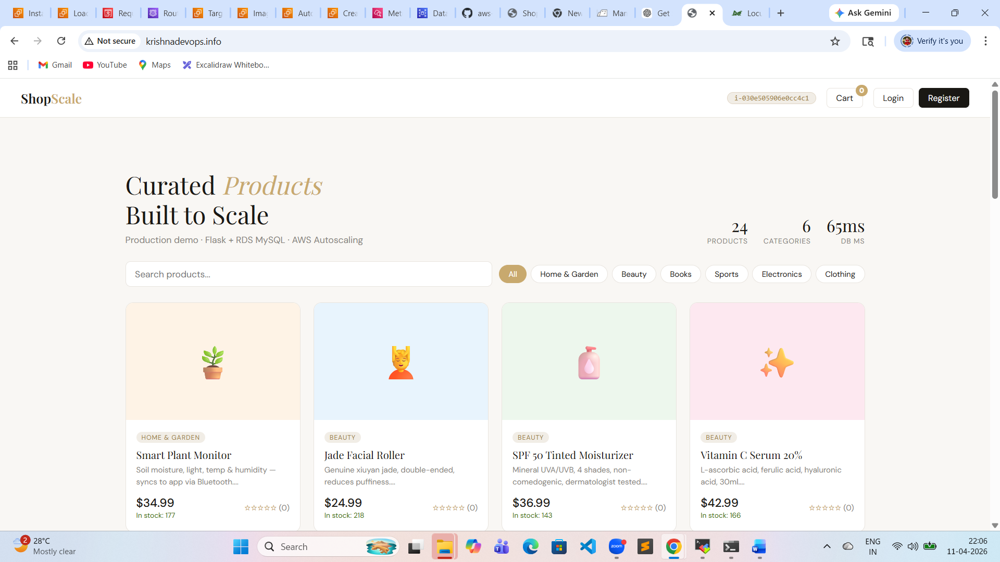 Insta
Load
Requ
Rout
Targ
Imag
Auto
Crea
Met
Data
aws-
Shop
New
Man
Get
Locu
Ask Gemini
Not secure
krishnadevops.info
Verify it's you
Gmail
YouTube
Maps
Excalidraw Whitebo...
ShopScale
i-030e505906e0cc4c1
Cart
0
Login
Register
Curated Products
Built to Scale
Production demo · Flask + RDS MySQL · AWS Autoscaling
24
PRODUCTS
6
CATEGORIES
65ms
DB MS
Search products...
All
Home & Garden
Beauty
Books
Sports
Electronics
Clothing
HOME & GARDEN
Smart Plant Monitor
Soil moisture, light, temp & humidity —
syncs to app via Bluetooth....
$34.99
In stock: 177
☆☆☆☆☆ (0)
BEAUTY
Jade Facial Roller
Genuine xiuyan jade, double-ended,
reduces puffiness....
$24.99
In stock: 218
☆☆☆☆☆ (0)
BEAUTY
SPF 50 Tinted Moisturizer
Mineral UVA/UVB, 4 shades, non-
comedogenic, dermatologist tested....
$36.99
In stock: 143
☆☆☆☆☆ (0)
BEAUTY
Vitamin C Serum 20%
L-ascorbic acid, ferulic acid, hyaluronic
acid, 30ml....
$42.99
In stock: 166
☆☆☆☆☆ (0)
2
28°C
Mostly clear
Search
zoom
ENG
IN
22:06
11-04-2026